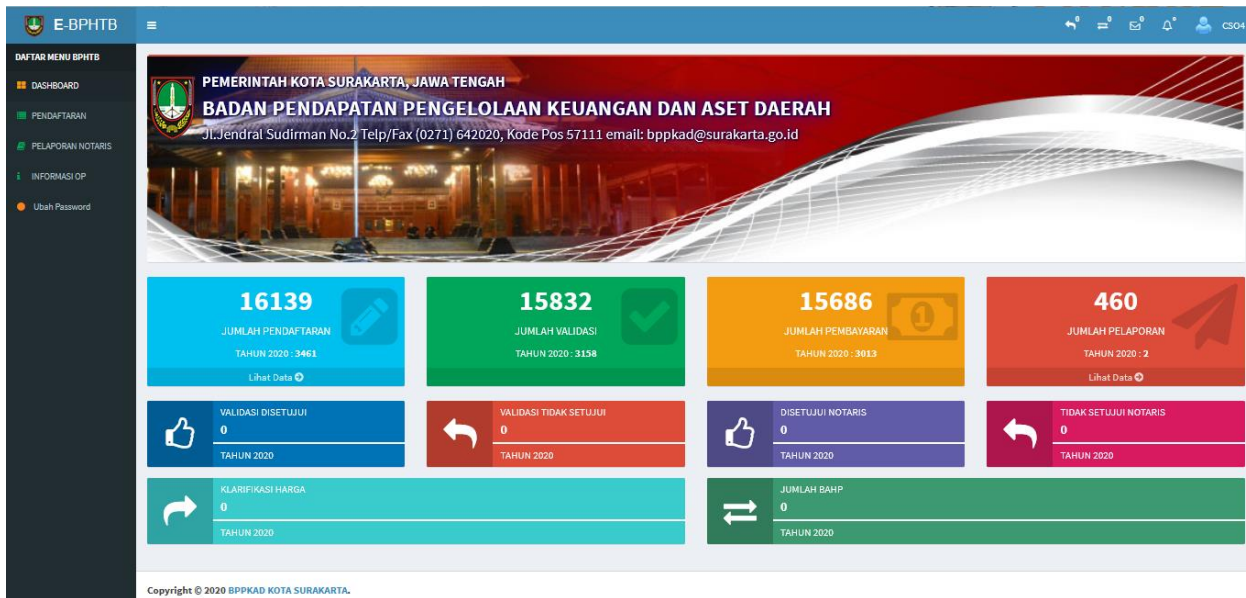 E-BPHTB
0
0
0
CSO4
DAFTAR MENU BPHTB
DASHBOARD
PENDAFTARAN
PELAPORAN NOTARIS
INFORMASI OP
Ubah Password
PEMERINTAH KOTA SURAKARTA, JAWA TENGAH
BADAN PENDAPATAN PENGELOLAAN KEUANGAN DAN ASET DAERAH
Jl.Jendral Sudirman No.2 Telp/Fax (0271) 642020, Kode Pos 57111 email: bppkad@surakarta.go.id
16139
JUMLAH PENDAFTARAN
TAHUN 2020 : 3461
Lihat Data
15832
JUMLAH VALIDASI
TAHUN 2020 : 3158
15686
JUMLAH PEMBAYARAN
TAHUN 2020 : 3013
1
460
JUMLAH PELAPORAN
TAHUN 2020 : 2
Lihat Data
VALIDASI DISETUJUI
0
TAHUN 2020
VALIDASI TIDAK SETUJUI
0
TAHUN 2020
DISETUJUI NOTARIS
0
TAHUN 2020
TIDAK SETUJUI NOTARIS
0
TAHUN 2020
KLARIFIKASI HARGA
0
TAHUN 2020
JUMLAH BAHP
0
TAHUN 2020
Copyright © 2020 BPPKAD KOTA SURAKARTA.